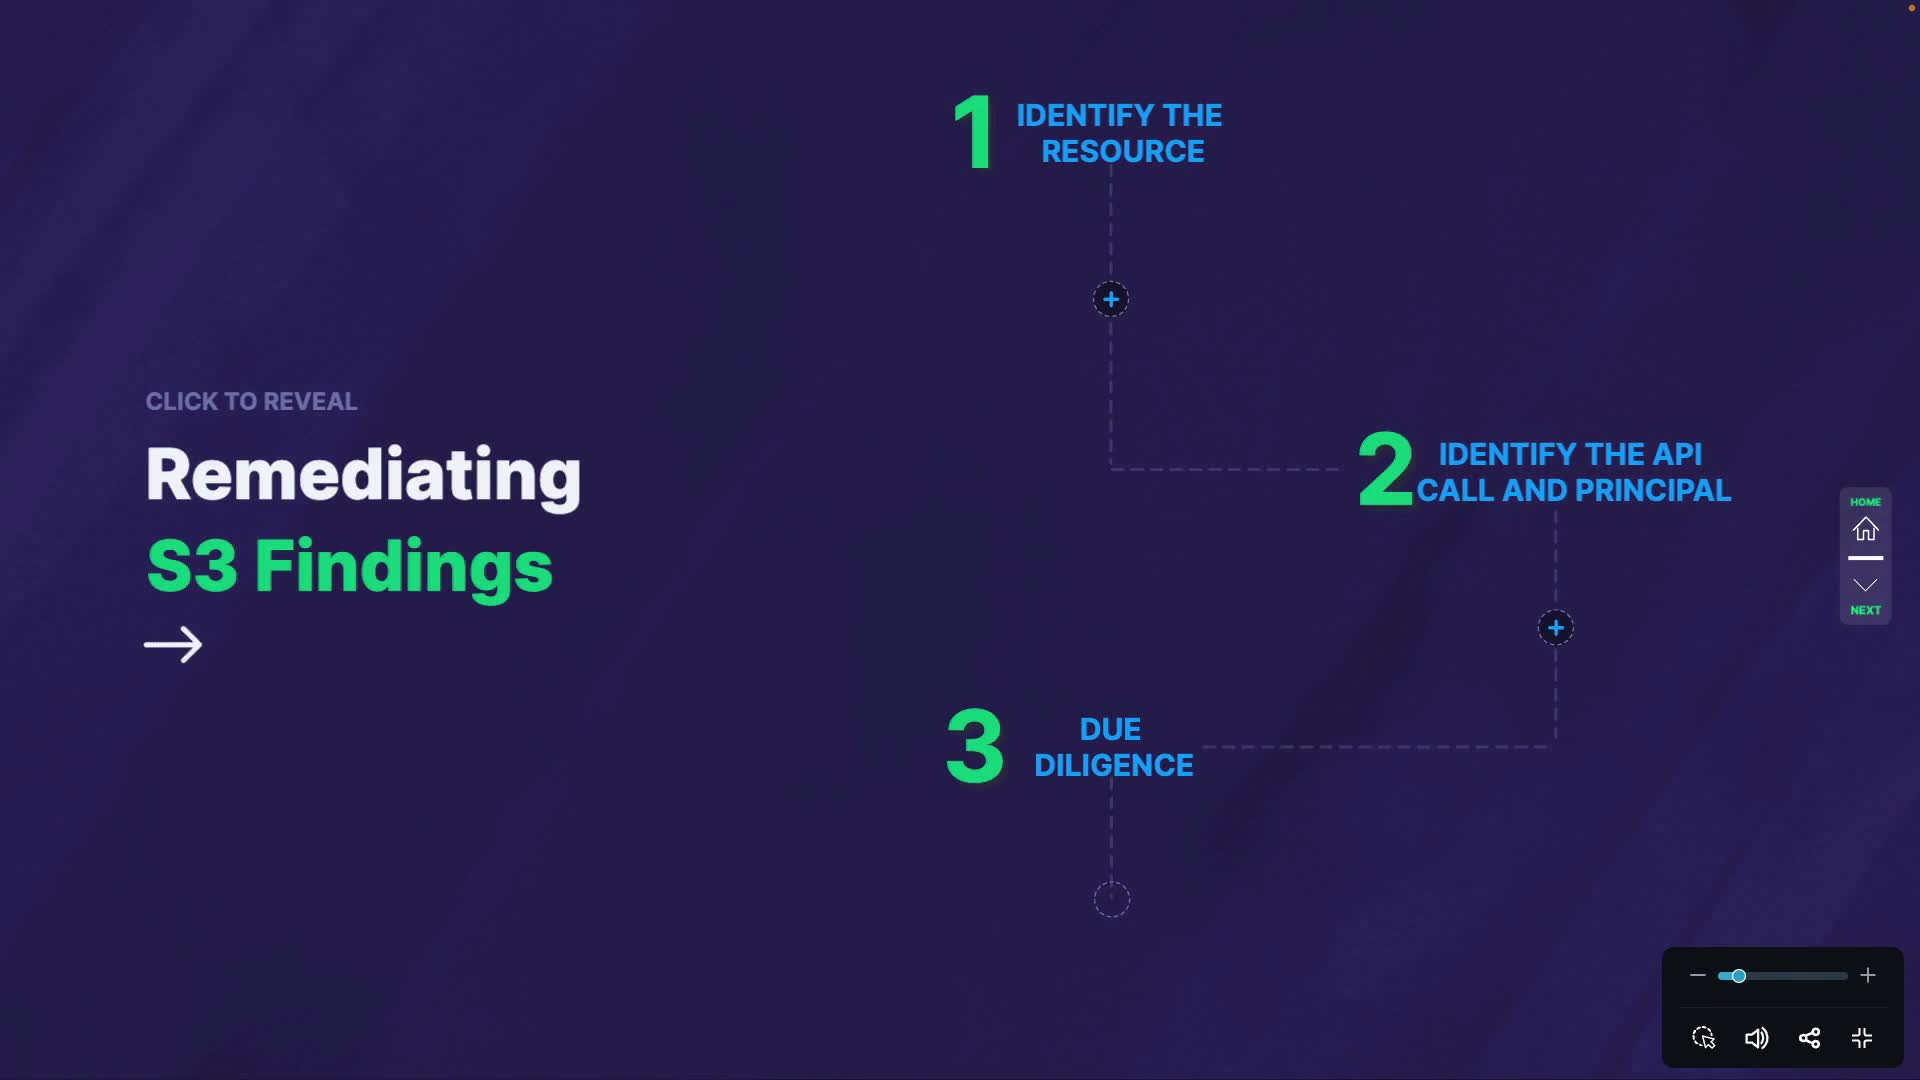 CLICK TO REVEAL
Remediating
S3 Findings
1
IDENTIFY THE
RESOURCE
2
IDENTIFY THE API
CALL AND PRINCIPAL
3
DUE
DILIGENCE
HOME
NEXT